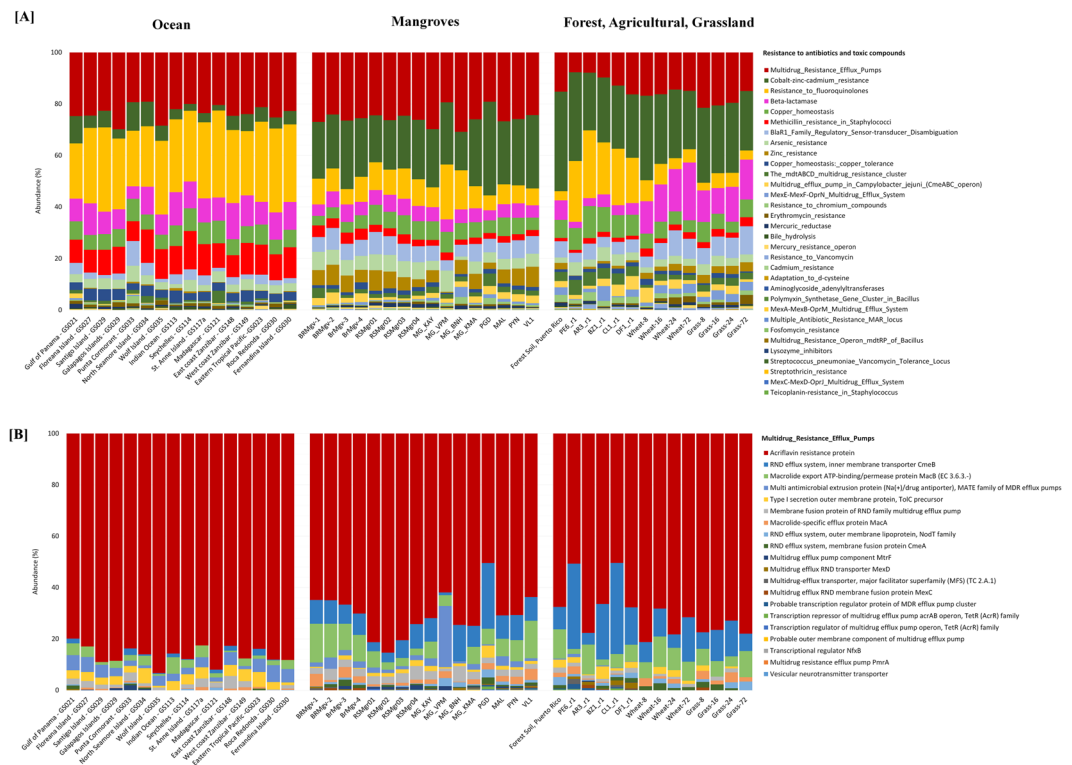 [A]
Ocean
Mangroves
Forest, Agricultural, Grassland
Abundance (%)
100
80
60
40
20
0
Gulf of Panama - GS021
Floreana Island - GS027
Santigo Island - GS029
Galapagos Islands - GS029
Punta Cormorant - GS033
North Seamore Island - GS034
Wolf Island - GS035
Indian Ocean - GS113
Seychelles - GS114
St. Anne Island - GS117a
Madagascar - GS121
East coast Zanzibar - GS148
West coast Zanzibar - GS149
Eastern Tropical Pacific -GS023
Roca Redonda - GS030
Fernandina Island - GS030
BRMgv-1
BRMgv-2
BrMgv-3
BrMgv-4
RSMgr01
RSMgr02
RSMgr03
RSMgr04
MG_KAY
MG_VPM
MG_BNH
MG_KMA
PGD
MAL
PYN
VLI
Forest Soil, Puerto Rico
PE6_r1
AR3_r1
BZ1_r1
CL1_r1
DF1_r1
Wheat-8
Wheat-16
Wheat-24
Wheat-72
Grass-8
Grass-16
Grass-24
Grass-72
Resistance to antibiotics and toxic compounds
Multidrug_Resistance_Efflux_Pumps
Cobalt-zinc-cadmium_resistance
Resistance_to_fluoroquinolones
Beta-lactamase
Copper_homeostasis
Methicillin_resistance_in_Staphylococci
BlaR1_Family_Regulatory_Sensor-transducer_Disambiguation
Arsenic_resistance
Zinc_resistance
Copper_homeostasis:_copper_tolerance
The_mdtABCD_multidrug_resistance_cluster
Multidrug_efflux_pump_in_Campylobacter_jejuni_(CmeABC_operon)
MexE-MexF-OprN_Multidrug_Efflux_System
Resistance_to_chromium_compounds
Erythromycin_resistance
Mercuric_reductase
Bile_hydrolysis
Mercury_resistance_operon
Resistance_to_Vancomycin
Cadmium_resistance
Adaptation_to_d-cysteine
Aminoglycoside_adenylyltransferases
Polymyxin_Synthetase_Gene_Cluster_in_Bacillus
MexA-MexB-OprM_Multidrug_Efflux_System
Multiple_Antibiotic_Resistance_MAR_locus
Fosfomycin_resistance
Multidrug_Resistance_Operon_mdtRP_of_Bacillus
Lysozyme_inhibitors
Streptococcus_pneumoniae_Vancomycin_Tolerance_Locus
Streptothricin_resistance
MexC-MexD-OprJ_Multidrug_Efflux_System
Teicoplanin-resistance_in_Staphylococcus
[B]
Abundance (%)
100
80
60
40
20
0
Gulf of Panama - GS021
Floreana Island - GS027
Santigo Island - GS029
Galapagos Islands - GS029
Punta Cormorant - GS033
North Seamore Island - GS034
Wolf Island - GS035
Indian Ocean - GS113
Seychelles - GS114
St. Anne Island - GS117a
Madagascar - GS121
East coast Zanzibar - GS148
West coast Zanzibar - GS149
Eastern Tropical Pacific -GS023
Roca Redonda - GS030
Fernandina Island - GS030
BRMgv-1
BRMgv-2
BrMgv-3
BrMgv-4
RSMgr01
RSMgr02
RSMgr03
RSMgr04
MG_KAY
MG_VPM
MG_BNH
MG_KMA
PGD
MAL
PYN
VLI
Forest Soil, Puerto Rico
PE6_r1
AR3_r1
BZ1_r1
CL1_r1
DF1_r1
Wheat-8
Wheat-16
Wheat-24
Wheat-72
Grass-8
Grass-16
Grass-24
Grass-72
Multidrug_Resistance_Efflux_Pumps
Acriflavin resistance protein
RND efflux system, inner membrane transporter CmeB
Macrolide export ATP-binding/permease protein MacB (EC 3.6.3.-)
Multi antimicrobial extrusion protein (Na(+)/drug antiporter), MATE family of MDR efflux pumps
Type I secretion outer membrane protein, TolC precursor
Membrane fusion protein of RND family multidrug efflux pump
Macrolide-specific efflux protein MacA
RND efflux system, outer membrane lipoprotein, NodT family
RND efflux system, membrane fusion protein CmeA
Multidrug efflux pump component MtrF
Multidrug efflux RND transporter MexD
Multidrug-efflux transporter, major facilitator superfamily (MFS) (TC 2.A.1)
Multidrug efflux RND membrane fusion protein MexC
Probable transcription regulator protein of MDR efflux pump cluster
Transcription repressor of multidrug efflux pump acrAB operon, TetR (AcrR) family
Transcription regulator of multidrug efflux pump operon, TetR (AcrR) family
Probable outer membrane component of multidrug efflux pump
Transcriptional regulator NfxB
Multidrug resistance efflux pump PmrA
Vesicular neurotransmitter transporter